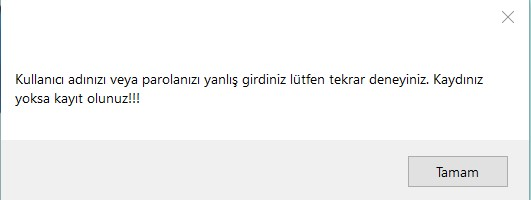 Kullanıcı adınızı veya parolanızı yanlış girdiniz lütfen tekrar deneyiniz. Kaydınız
yoksa kayıt olunuz!!!
Tamam